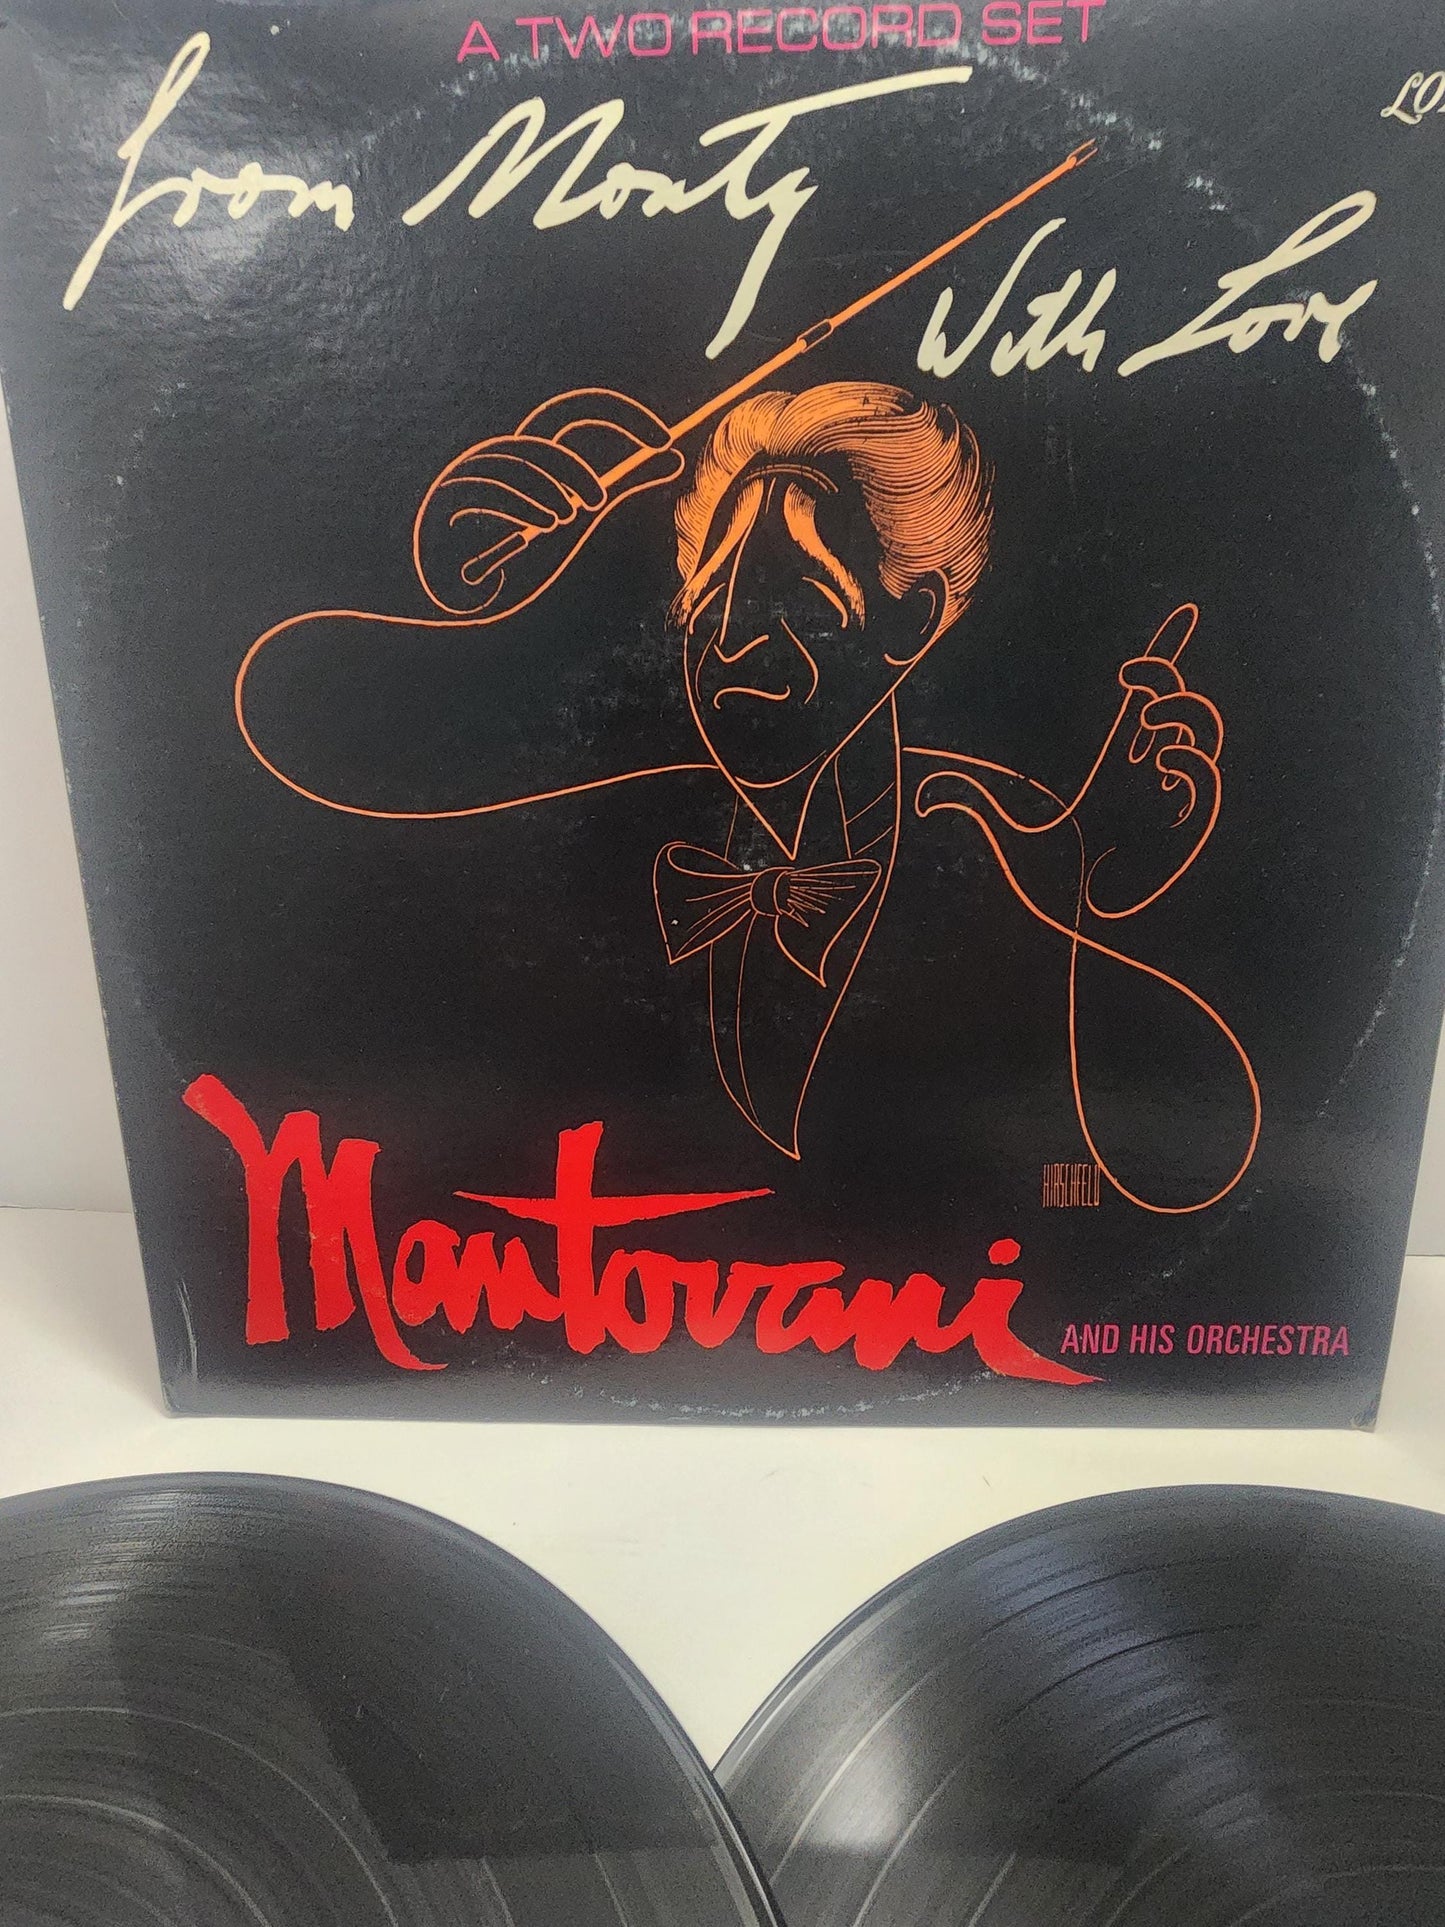 A TWO RECORD SET
From Monty
With Love
HIRSCHFELD
Mantovani
AND HIS ORCHESTRA